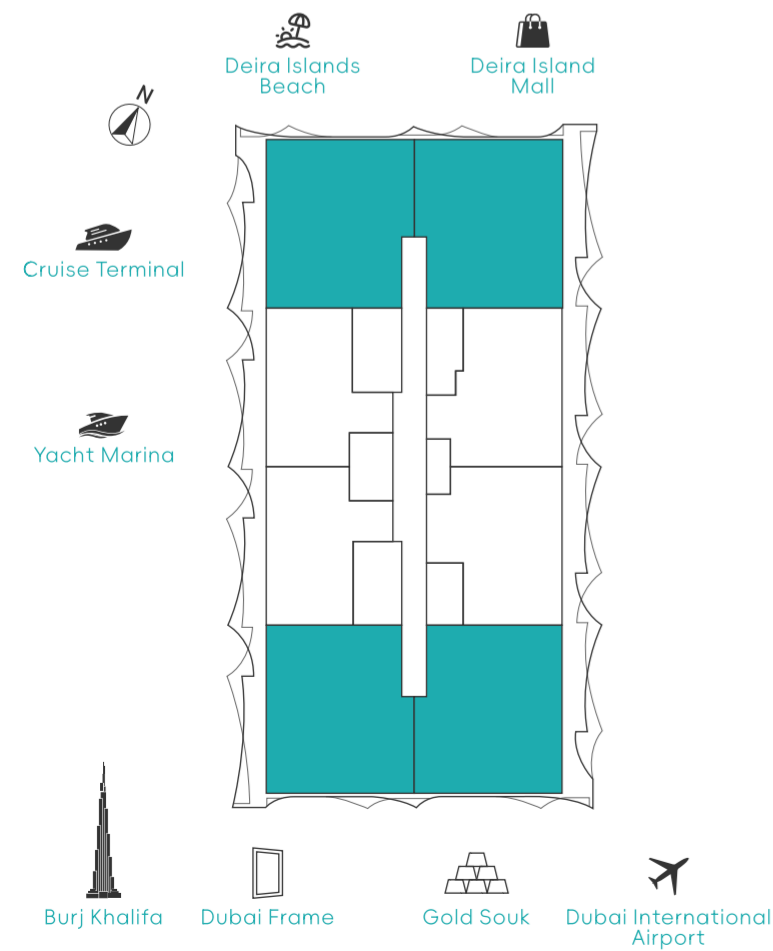 Deira Islands
Beach
Deira Island
Mall
N
Cruise Terminal
Yacht Marina
Burj Khalifa
Dubai Frame
Gold Souk
Dubai International
Airport